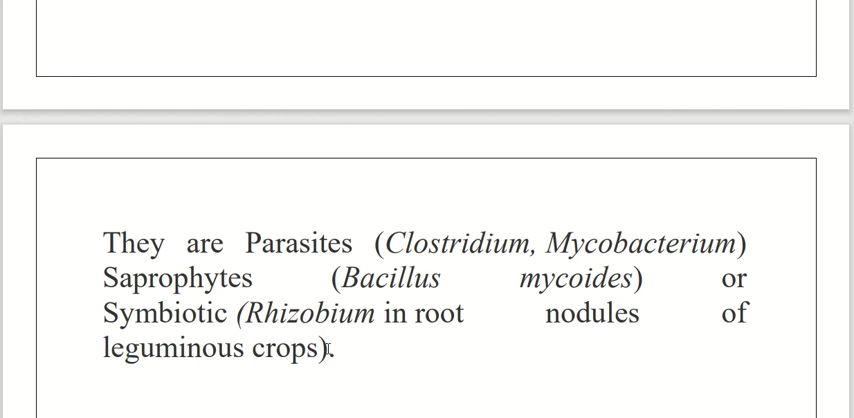 They are Parasites (Clostridium, Mycobacterium)
Saprophytes (Bacillus mycoides) or
Symbiotic (Rhizobium in root nodules of
leguminous crops).